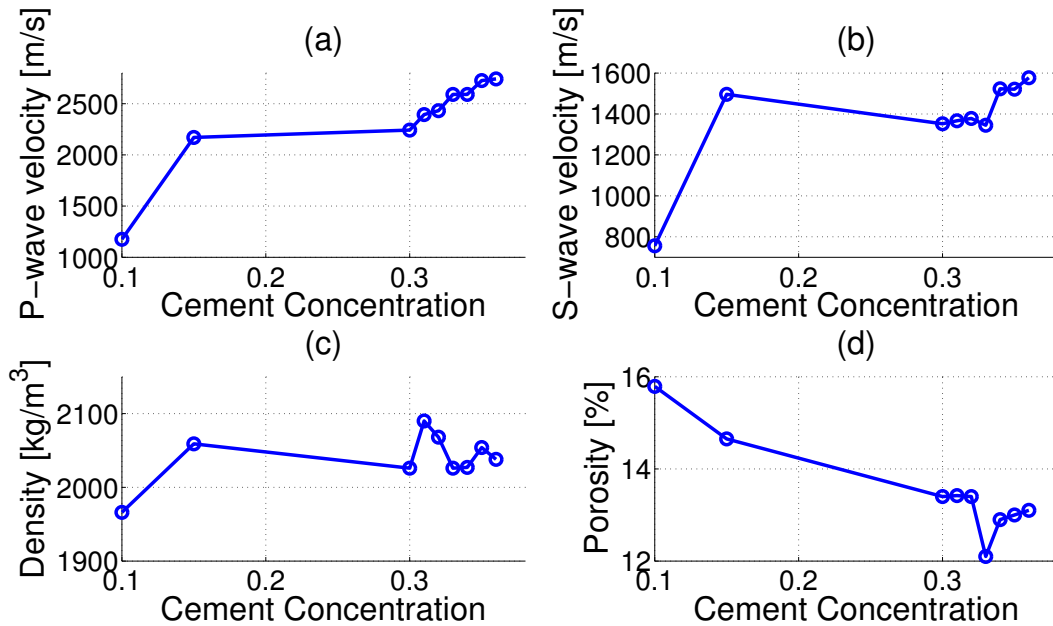 (a)
P-wave velocity [m/s]
2500
2000
1500
1000
0.1
0.2
0.3
Cement Concentration
(b)
S-wave velocity [m/s]
1600
1400
1200
1000
800
0.1
0.2
0.3
Cement Concentration
(c)
Density [kg/m³]
2100
2000
1900
0.1
0.2
0.3
Cement Concentration
(d)
Porosity [%]
16
14
12
0.1
0.2
0.3
Cement Concentration